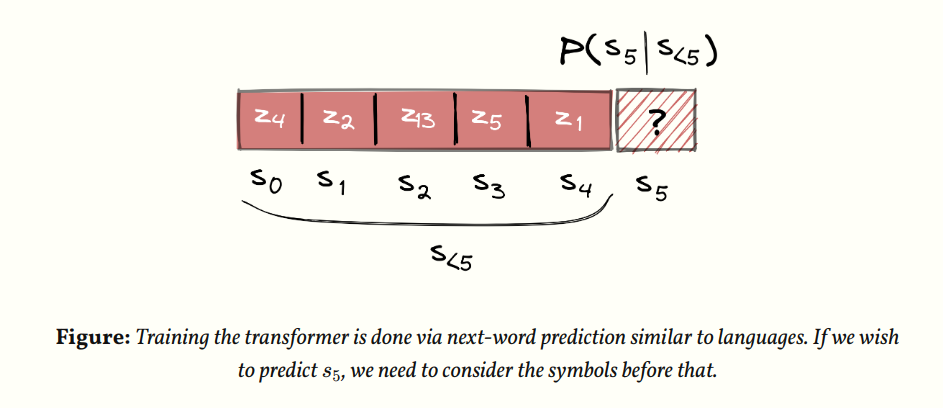 P(s₅|s<₅)
z₄ z₂ z₁₃ z₅ z₁ ?
s₀ s₁ s₂ s₃ s₄ s₅
s<₅
Figure: Training the transformer is done via next-word prediction similar to languages. If we wish
to predict s₅, we need to consider the symbols before that.